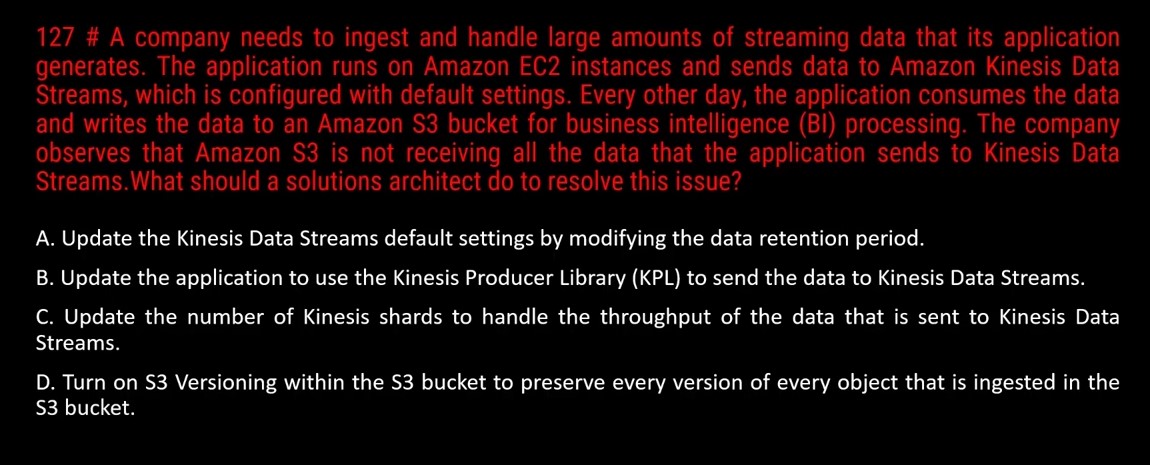 127 # A company needs to ingest and handle large amounts of streaming data that its application
generates. The application runs on Amazon EC2 instances and sends data to Amazon Kinesis Data
Streams, which is configured with default settings. Every other day, the application consumes the data
and writes the data to an Amazon S3 bucket for business intelligence (BI) processing. The company
observes that Amazon S3 is not receiving all the data that the application sends to Kinesis Data
Streams.What should a solutions architect do to resolve this issue?
A. Update the Kinesis Data Streams default settings by modifying the data retention period.
B. Update the application to use the Kinesis Producer Library (KPL) to send the data to Kinesis Data Streams.
C. Update the number of Kinesis shards to handle the throughput of the data that is sent to Kinesis Data
Streams.
D. Turn on S3 Versioning within the S3 bucket to preserve every version of every object that is ingested in the
S3 bucket.